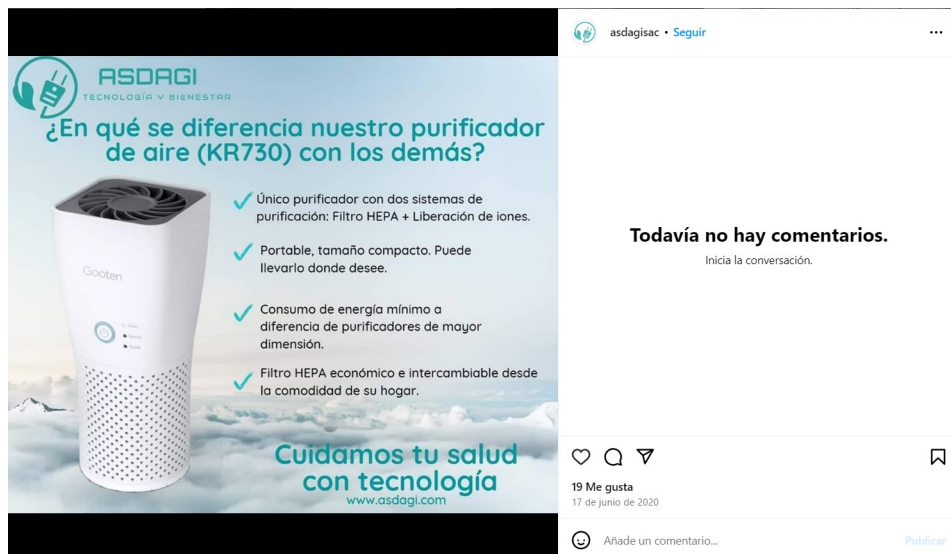 ASDAGI
TECNOLOGÍA Y BIENESTAR
¿En qué se diferencia nuestro purificador
de aire (KR730) con los demás?
Único purificador con dos sistemas de
purificación: Filtro HEPA + Liberación de iones.
Portable, tamaño compacto. Puede
llevarlo donde desee.
Consumo de energía mínimo a
diferencia de purificadores de mayor
dimensión.
Filtro HEPA económico e intercambiable desde
la comodidad de su hogar.
Gooten
Cuidamos tu salud
con tecnología
www.asdagi.com
asdagisac • Seguir
Todavía no hay comentarios.
Inicia la conversación.
19 Me gusta
17 de junio de 2020
Añade un comentario...
Publicar